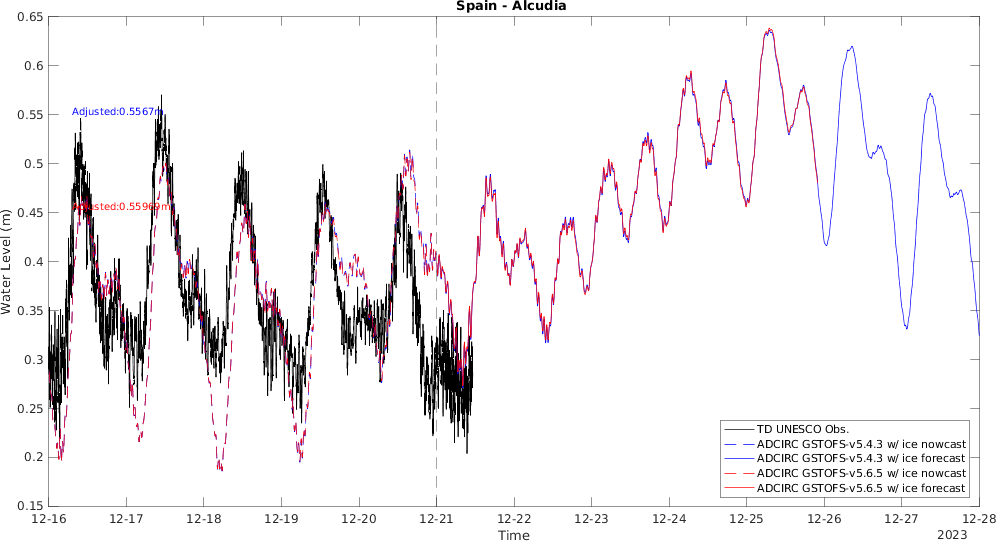 Spain - Alcudia
0.65
0.6
0.55
0.5
0.45
0.4
0.35
0.3
0.25
0.2
0.15
Water Level (m)
Adjusted:0.5567m
Adjusted:0.55969m
TD UNESCO Obs.
ADCIRC GSTOFS-v5.4.3 w/ ice nowcast
ADCIRC GSTOFS-v5.4.3 w/ ice forecast
ADCIRC GSTOFS-v5.6.5 w/ ice nowcast
ADCIRC GSTOFS-v5.6.5 w/ ice forecast
12-16 12-17 12-18 12-19 12-20 12-21 12-22 12-23 12-24 12-25 12-26 12-27 12-28
Time
2023